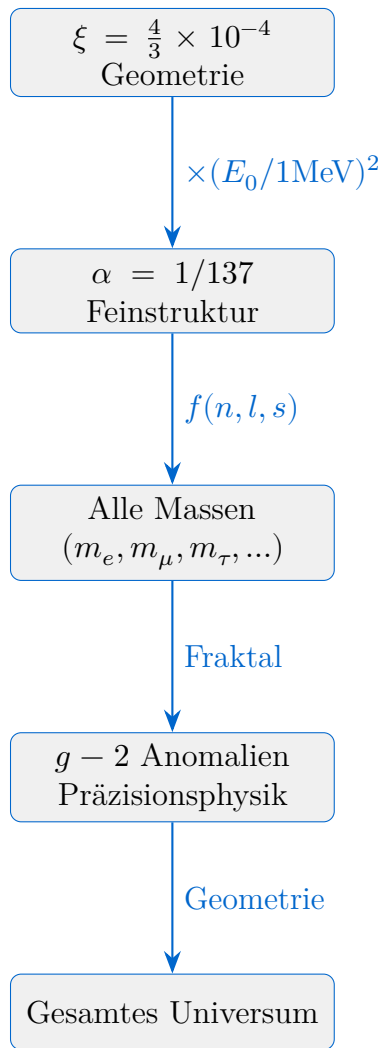 ξ = 4/3 × 10⁻⁴
Geometrie
×(E₀/1MeV)²
α = 1/137
Feinstruktur
f(n, l, s)
Alle Massen
(mₑ, m_μ, m_τ, ...)
Fraktal
g − 2 Anomalien
Präzisionsphysik
Geometrie
Gesamtes Universum